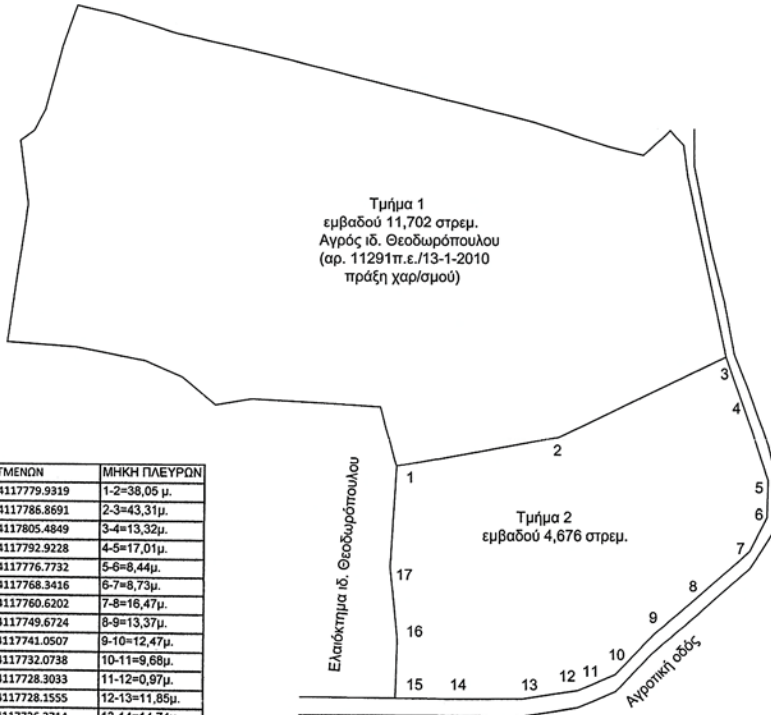 Τμήμα 1
εμβαδού 11,702 στρεμ.
Αγρός ιδ. Θεοδωρόπουλου
(αρ. 11291π.ε./13-1-2010
πράξη χαρ/σμού)
3
4
2
1
5
6
7
8
9
10
11
12
13
14
15
16
17
Τμήμα 2
εμβαδού 4,676 στρεμ.
Ελαιόκτημα ιδ. Θεοδωρόπουλου
Αγροτική οδός
ΤΜΕΝΩΝ ΜΗΚΗ ΠΛΕΥΡΩΝ
4117779.9319 1-2=38,05 μ.
4117786.8691 2-3=43,31μ.
4117805.4849 3-4=13,32μ.
4117792.9228 4-5=17,01μ.
4117776.7732 5-6=8,44μ.
4117768.3416 6-7=8,73μ.
4117760.6202 7-8=16,47μ.
4117749.6724 8-9=13,37μ.
4117741.0507 9-10=12,47μ.
4117732.0738 10-11=9,68μ.
4117728.3033 11-12=0,97μ.
4117728.1555 12-13=11,85μ.